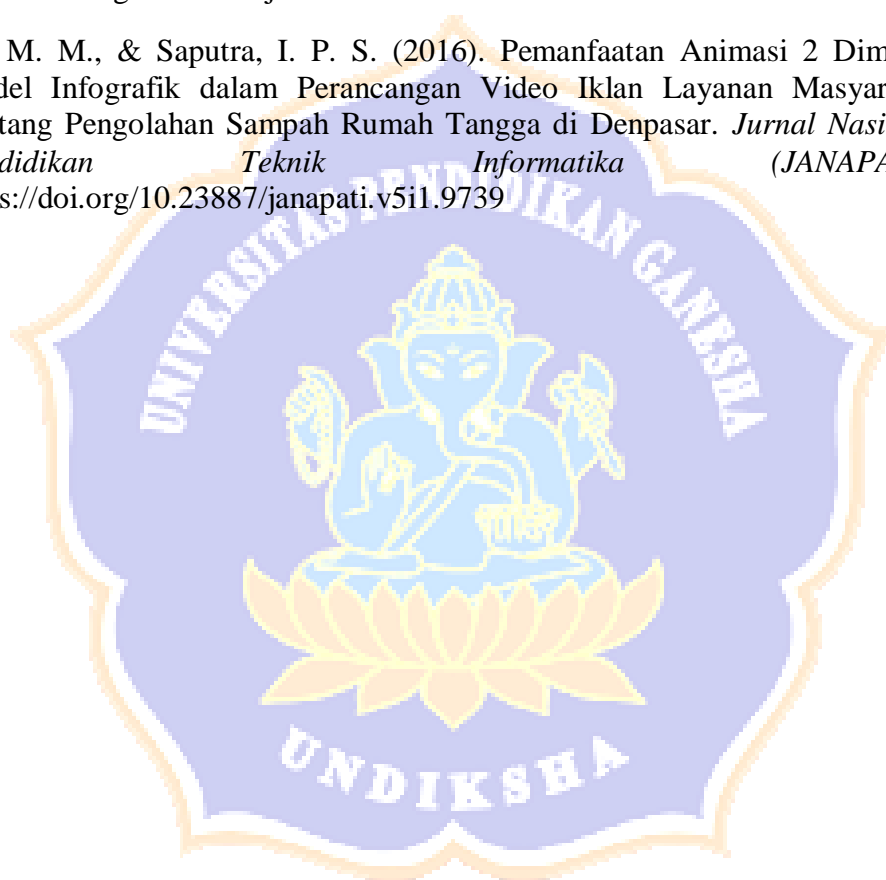 M. M., & Saputra, I. P. S. (2016). Pemanfaatan Animasi 2 Dim
del Infografik dalam Perancangan Video Iklan Layanan Masyar
tang Pengolahan Sampah Rumah Tangga di Denpasar. Jurnal Nasi
didikan Teknik Informatika (JANAPA
s://doi.org/10.23887/janapati.v5i1.9739
UNIVERSITAS PENDIDIKAN GANESHA
UNDIKSHA